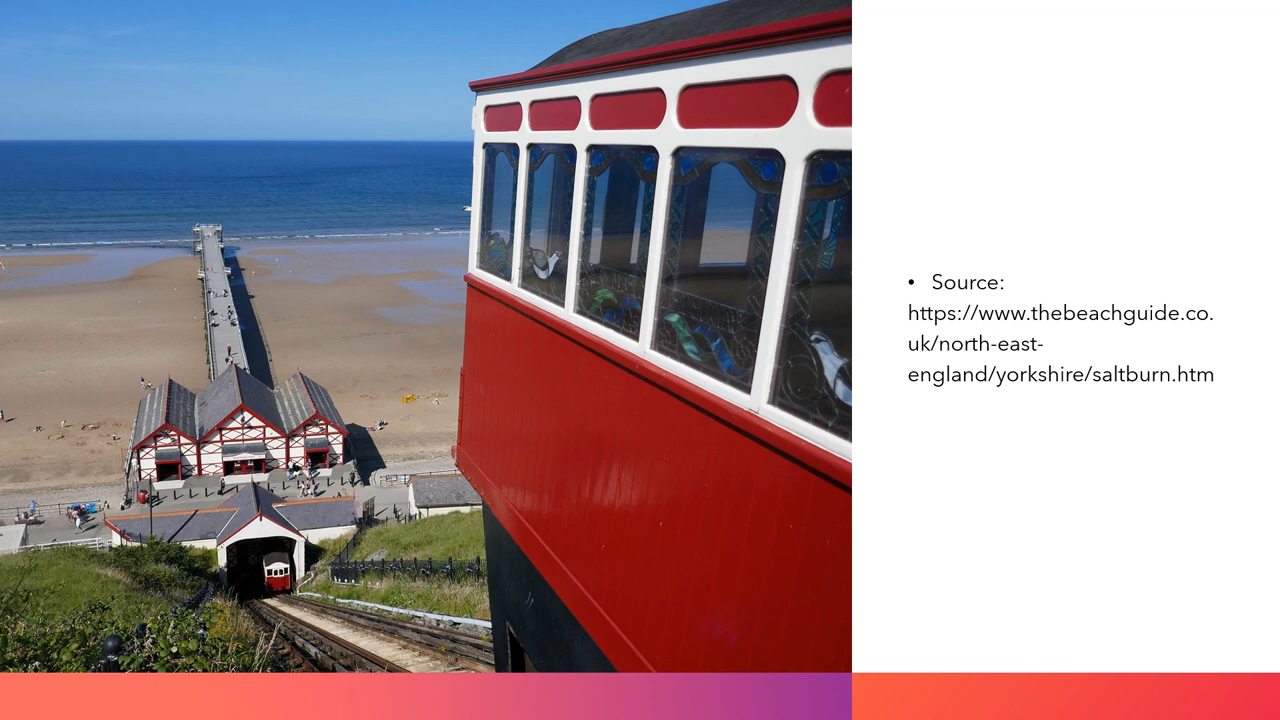 • Source:
https://www.thebeachguide.co.
uk/north-east-
england/yorkshire/saltburn.htm